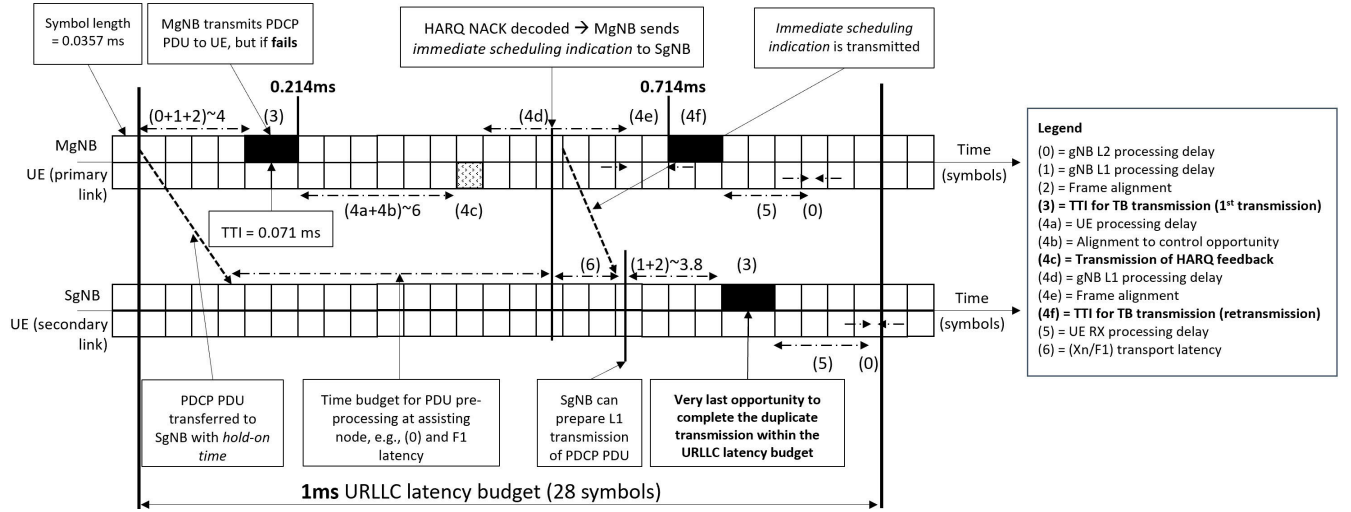 Symbol length
= 0.0357 ms
MgNB transmits PDCP
PDU to UE, but if fails
HARQ NACK decoded → MgNB sends
immediate scheduling indication to SgNB
Immediate scheduling
indication is transmitted
0.214ms
0.714ms
(0+1+2)~4
(3)
(4d)
(4e)
(4f)
MgNB
Time
UE (primary
link)
(symbols)
(4a+4b)~6
(4c)
(5)
(0)
TTI = 0.071 ms
(6)
(1+2)~3.8
(3)
SgNB
Time
UE (secondary
link)
(symbols)
(5)
(0)
PDCP PDU
transferred to
SgNB with hold-on
time
Time budget for PDU pre-
processing at assisting
node, e.g., (0) and F1
latency
SgNB can
prepare L1
transmission
of PDCP PDU
Very last opportunity to
complete the duplicate
transmission within the
URLLC latency budget
1ms URLLC latency budget (28 symbols)
Legend
(0) = gNB L2 processing delay
(1) = gNB L1 processing delay
(2) = Frame alignment
(3) = TTI for TB transmission (1st transmission)
(4a) = UE processing delay
(4b) = Alignment to control opportunity
(4c) = Transmission of HARQ feedback
(4d) = gNB L1 processing delay
(4e) = Frame alignment
(4f) = TTI for TB transmission (retransmission)
(5) = UE RX processing delay
(6) = (Xn/F1) transport latency